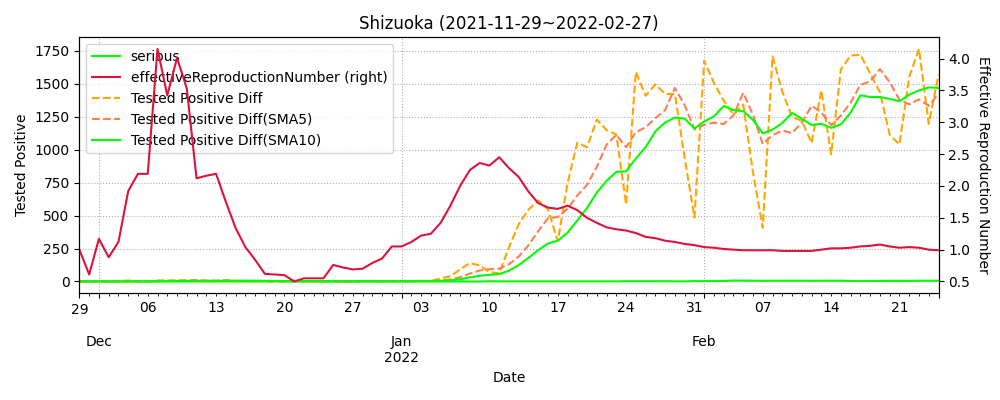 Shizuoka (2021-11-29~2022-02-27)
serious
effectiveReproductionNumber (right)
Tested Positive Diff
Tested Positive Diff(SMA5)
Tested Positive Diff(SMA10)
Tested Positive
1750
1500
1250
1000
750
500
250
0
4.0
3.5
3.0
2.5
2.0
1.5
1.0
0.5
Effective Reproduction Number
29 06 13 20 27 03 10 17 24 31 07 14 21
Dec Jan Feb
2022
Date